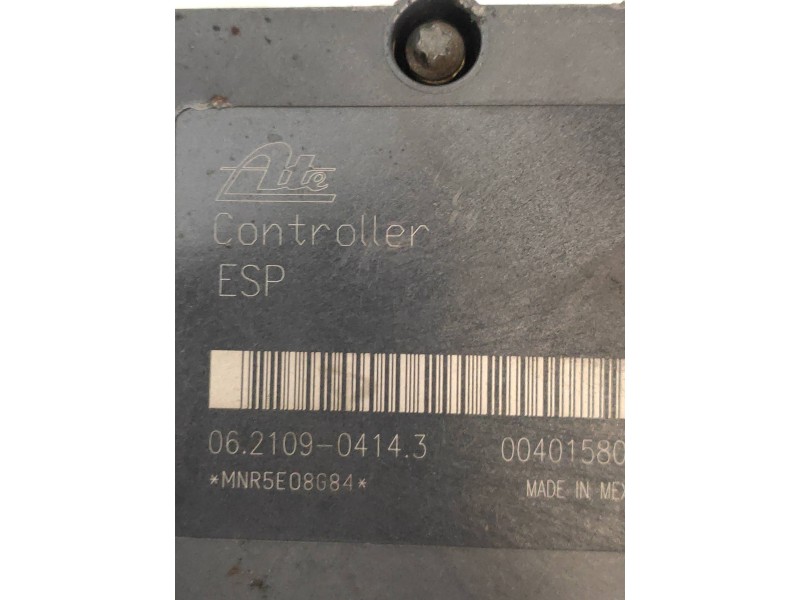 Ate
Controller
ESP
06.2109-0414.3 00401580
*MNR5E08G84* MADE IN MEX